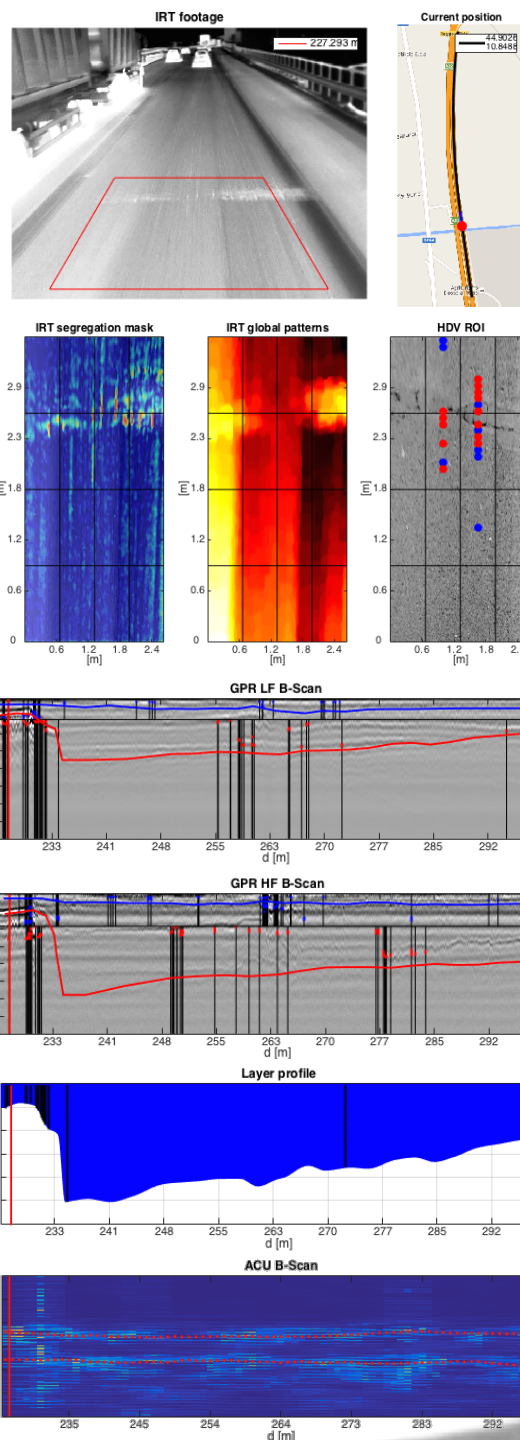 IRT footage
227.293 m
Current position
44.9028
10.8488
IRT segregation mask
IRT global patterns
HDV ROI
2.9
2.3
1.8
1.2
0.6
0
[m]
0.6 1.2 1.8 2.4
[m]
2.9
2.3
1.8
1.2
0.6
0
[m]
0.6 1.2 1.8 2.4
[m]
2.9
2.3
1.8
1.2
0.6
0
[m]
0.6 1.2 1.8 2.4
[m]
GPR LF B-Scan
233 241 248 255 263 270 277 285 292
d [m]
GPR HF B-Scan
233 241 248 255 263 270 277 285 292
d [m]
Layer profile
233 241 248 255 263 270 277 285 292
d [m]
ACU B-Scan
235 245 254 264 273 283 292
d [m]